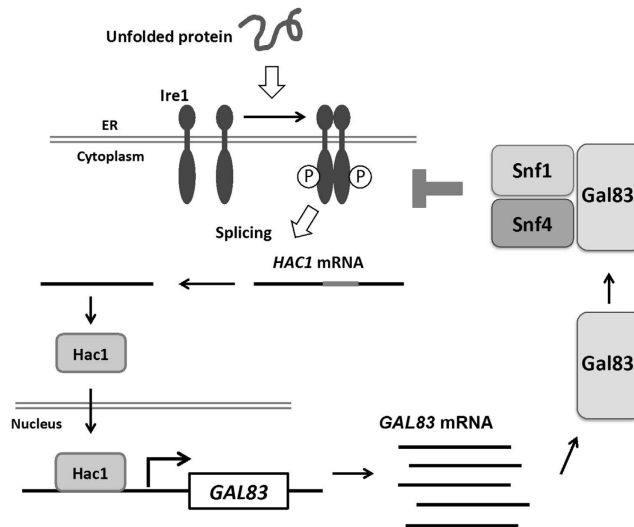 Unfolded protein
Ire1
ER
Cytoplasm
P
P
Snf1
Snf4
Gal83
Splicing
HAC1 mRNA
Hac1
Gal83
Nucleus
GAL83 mRNA
Hac1
GAL83